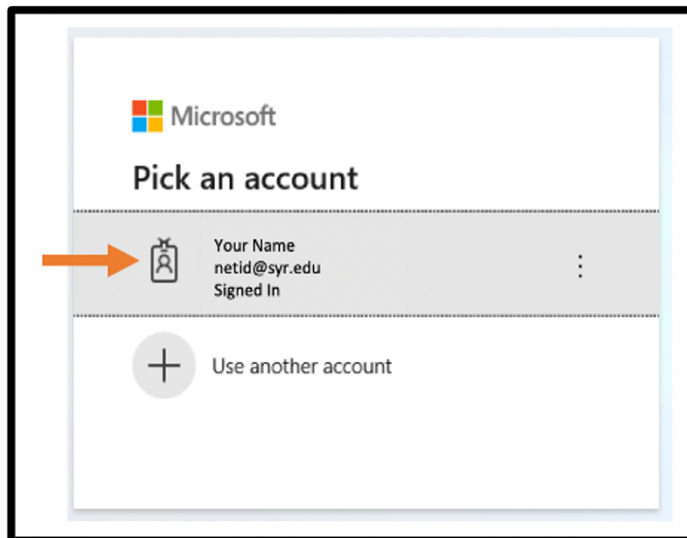 Microsoft
Pick an account
Your Name
netid@syr.edu
Signed In
Use another account